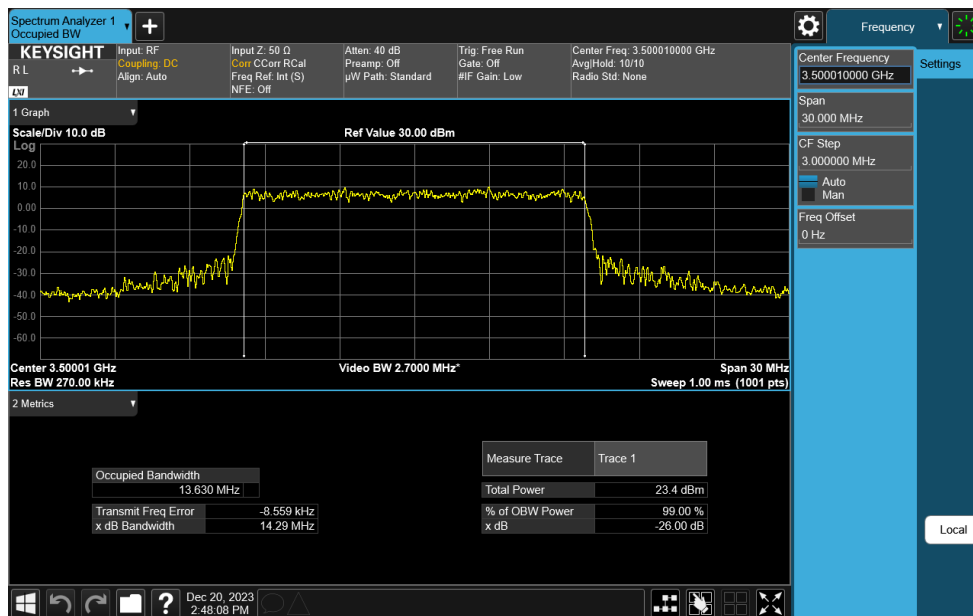 Spectrum Analyzer 1
Occupied BW
+
Frequency
KEYSIGHT
R L
LXI
Input: RF
Coupling: DC
Align: Auto
Input Z: 50 Ω
Corr CCorr RCal
Freq Ref: Int (S)
NFE: Off
Atten: 40 dB
Preamp: Off
µW Path: Standard
Trig: Free Run
Gate: Off
#IF Gain: Low
Center Freq: 3.500010000 GHz
Avg|Hold: 10/10
Radio Std: None
Center Frequency
3.500010000 GHz
Settings
Span
30.000 MHz
CF Step
3.000000 MHz
Auto
Man
Freq Offset
0 Hz
Local
1 Graph
Scale/Div 10.0 dB
Ref Value 30.00 dBm
Log
20.0
10.0
0.00
-10.0
-20.0
-30.0
-40.0
-50.0
-60.0
Center 3.50001 GHz
Video BW 2.7000 MHz*
Span 30 MHz
Res BW 270.00 kHz
Sweep 1.00 ms (1001 pts)
2 Metrics
Measure Trace
Trace 1
Occupied Bandwidth
13.630 MHz
Total Power
23.4 dBm
Transmit Freq Error
-8.559 kHz
% of OBW Power
99.00 %
x dB Bandwidth
14.29 MHz
x dB
-26.00 dB
?
Dec 20, 2023
2:48:08 PM